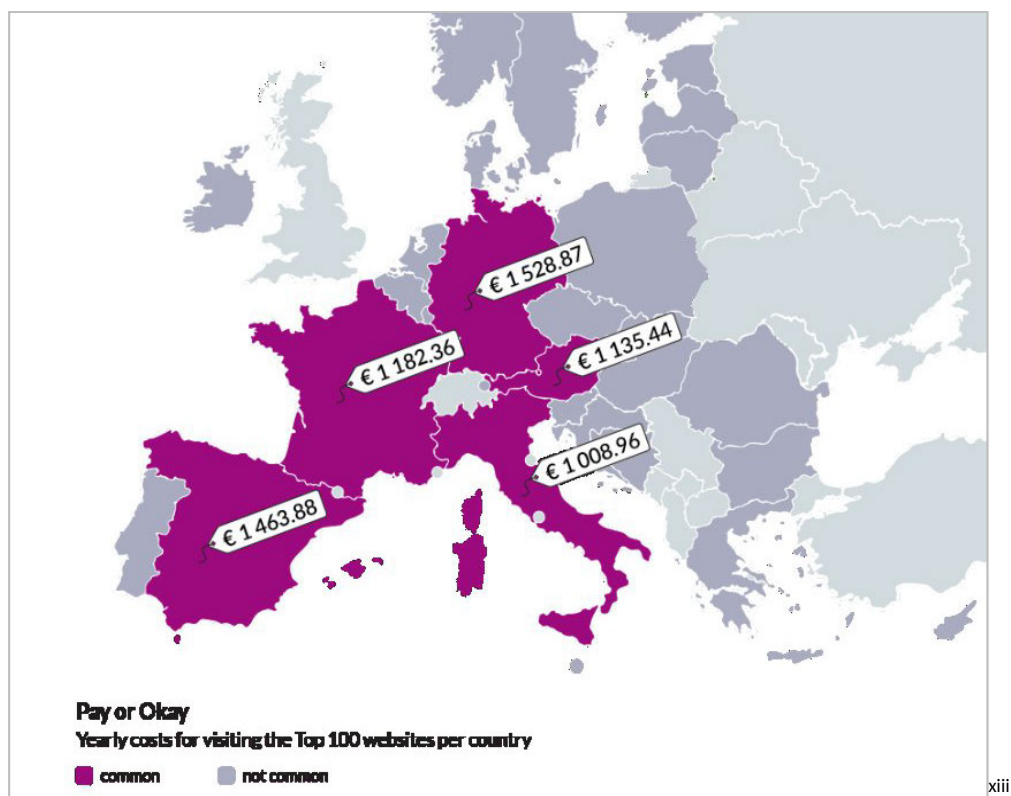 € 1 528.87
€ 1 135.44
€ 1 182.36
€ 1 008.96
€ 1 463.88
Pay or Okay
Yearly costs for visiting the Top 100 websites per country
common
not common
xiii